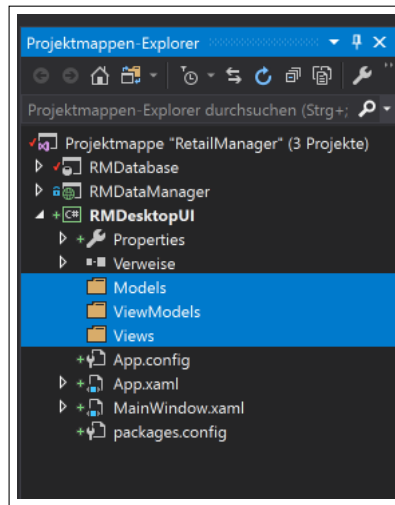 Projektmappen-Explorer
Projektmappen-Explorer durchsuchen (Strg+;
Projektmappe "RetailManager" (3 Projekte)
RMDatabase
RMDataManager
C# RMDesktopUI
Properties
Verweise
Models
ViewModels
Views
App.config
App.xaml
MainWindow.xaml
packages.config